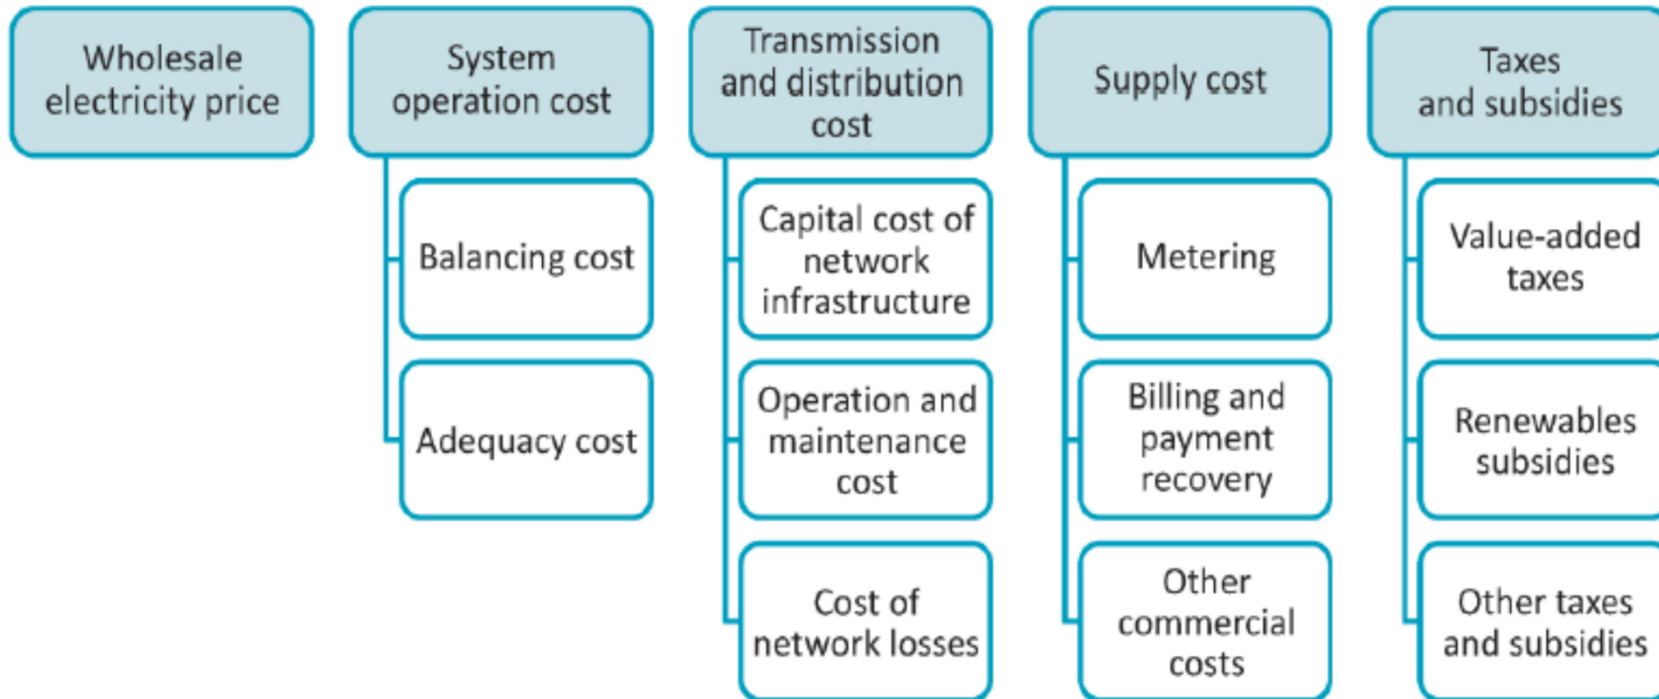 Wholesale
electricity price
System
operation cost
Balancing cost
Adequacy cost
Transmission
and distribution
cost
Capital cost of
network
infrastructure
Operation and
maintenance
cost
Cost of
network losses
Supply cost
Metering
Billing and
payment
recovery
Other
commercial
costs
Taxes
and subsidies
Value-added
taxes
Renewables
subsidies
Other taxes
and subsidies